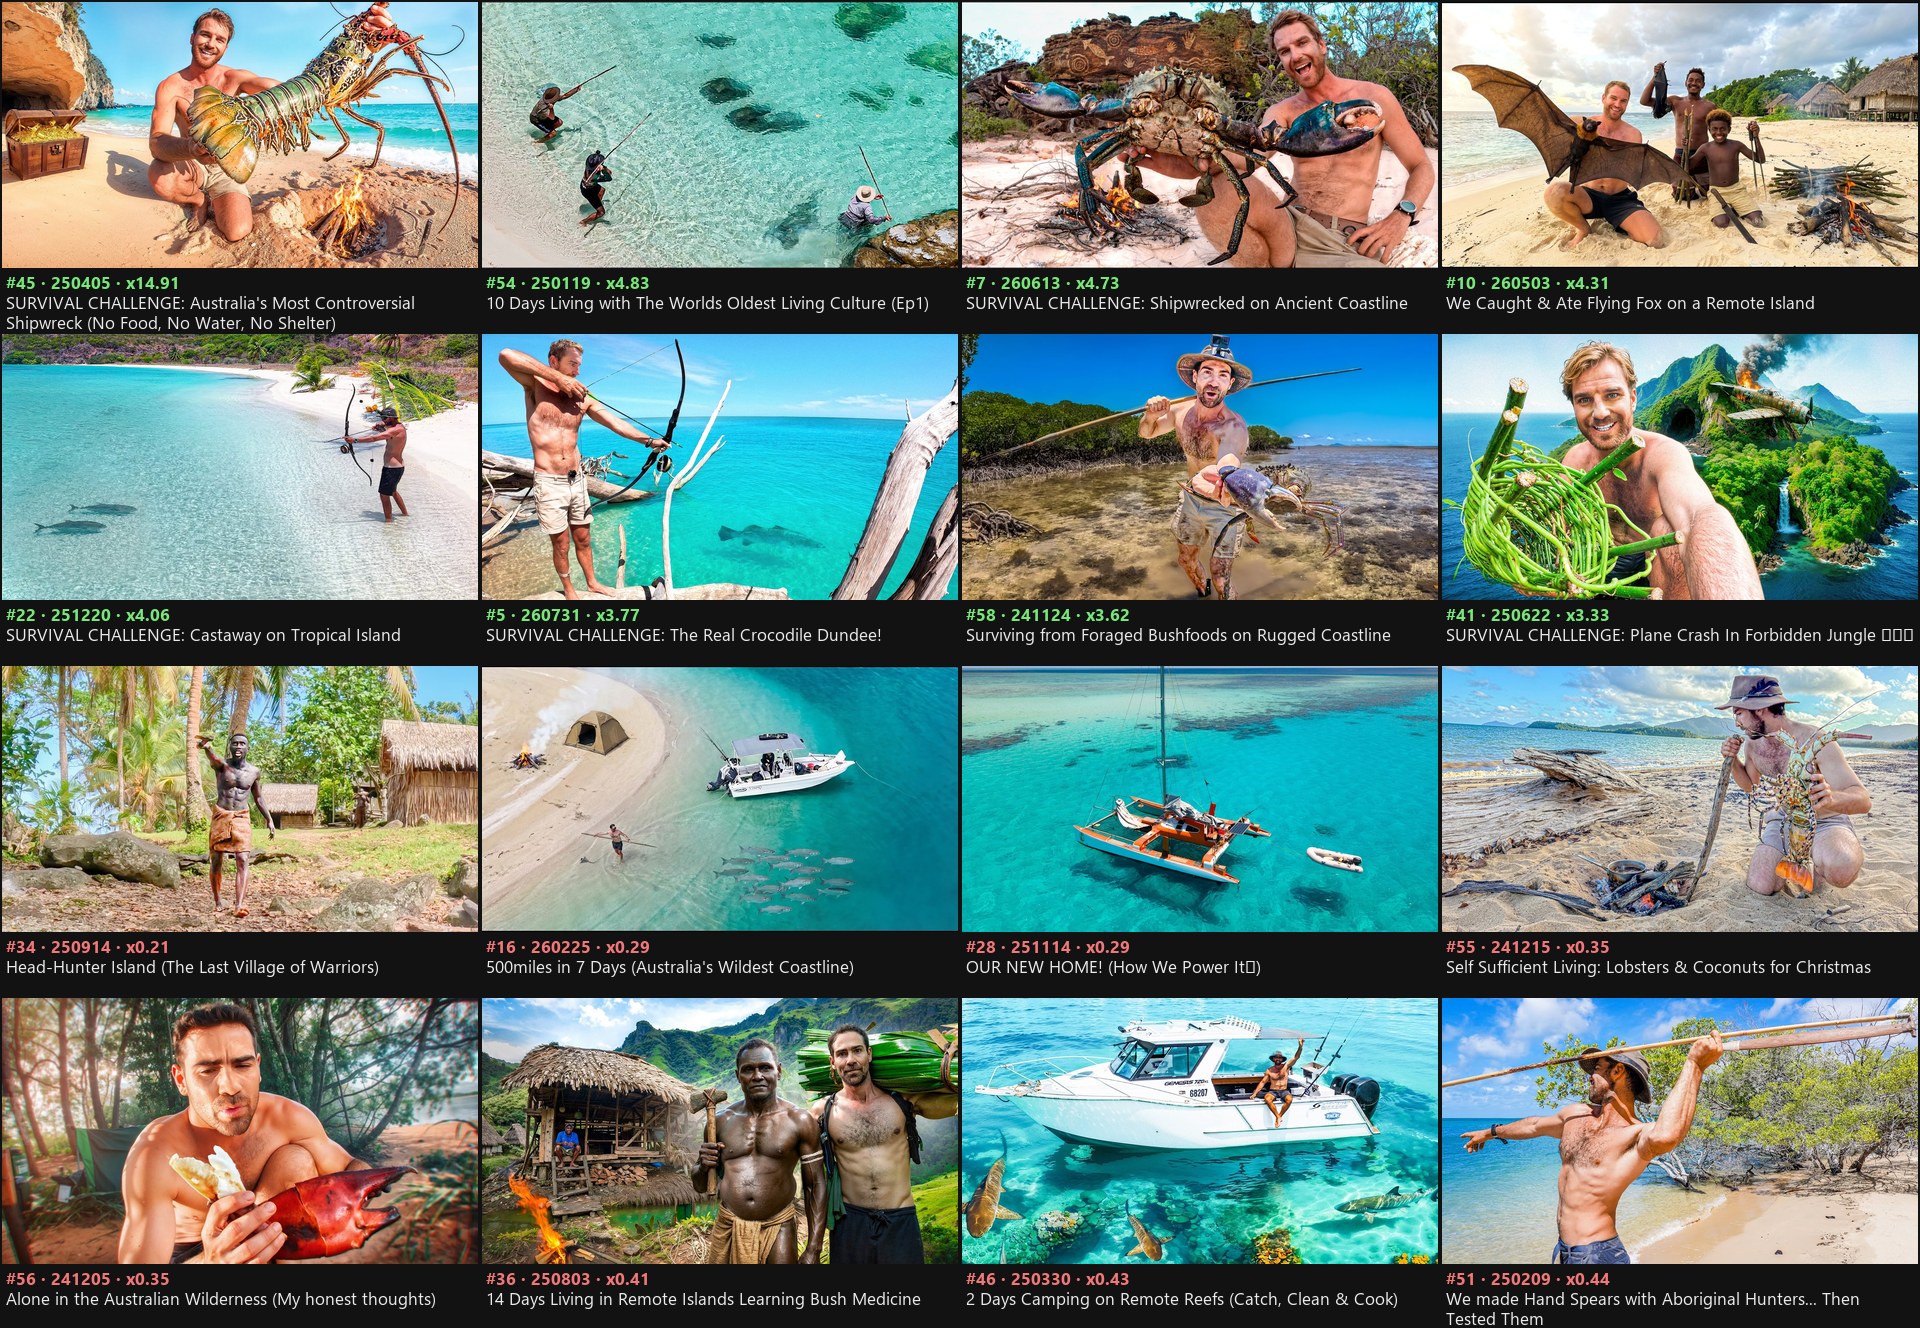 #45 · 250405 · x14.91
SURVIVAL CHALLENGE: Australia's Most Controversial
Shipwreck (No Food, No Water, No Shelter)
#54 · 250119 · x4.83
10 Days Living with The Worlds Oldest Living Culture (Ep1)
#7 · 260613 · x4.73
SURVIVAL CHALLENGE: Shipwrecked on Ancient Coastline
#10 · 260503 · x4.31
We Caught & Ate Flying Fox on a Remote Island
#22 · 251220 · x4.06
SURVIVAL CHALLENGE: Castaway on Tropical Island
#5 · 260731 · x3.77
SURVIVAL CHALLENGE: The Real Crocodile Dundee!
#58 · 241124 · x3.62
Surviving from Foraged Bushfoods on Rugged Coastline
#41 · 250622 · x3.33
SURVIVAL CHALLENGE: Plane Crash In Forbidden Jungle □□□
#34 · 250914 · x0.21
Head-Hunter Island (The Last Village of Warriors)
#16 · 260225 · x0.29
500miles in 7 Days (Australia's Wildest Coastline)
#28 · 251114 · x0.29
OUR NEW HOME! (How We Power It□)
#55 · 241215 · x0.35
Self Sufficient Living: Lobsters & Coconuts for Christmas
#56 · 241205 · x0.35
Alone in the Australian Wilderness (My honest thoughts)
#36 · 250803 · x0.41
14 Days Living in Remote Islands Learning Bush Medicine
GENESIS
68287
#46 · 250330 · x0.43
2 Days Camping on Remote Reefs (Catch, Clean & Cook)
#51 · 250209 · x0.44
We made Hand Spears with Aboriginal Hunters... Then
Tested Them